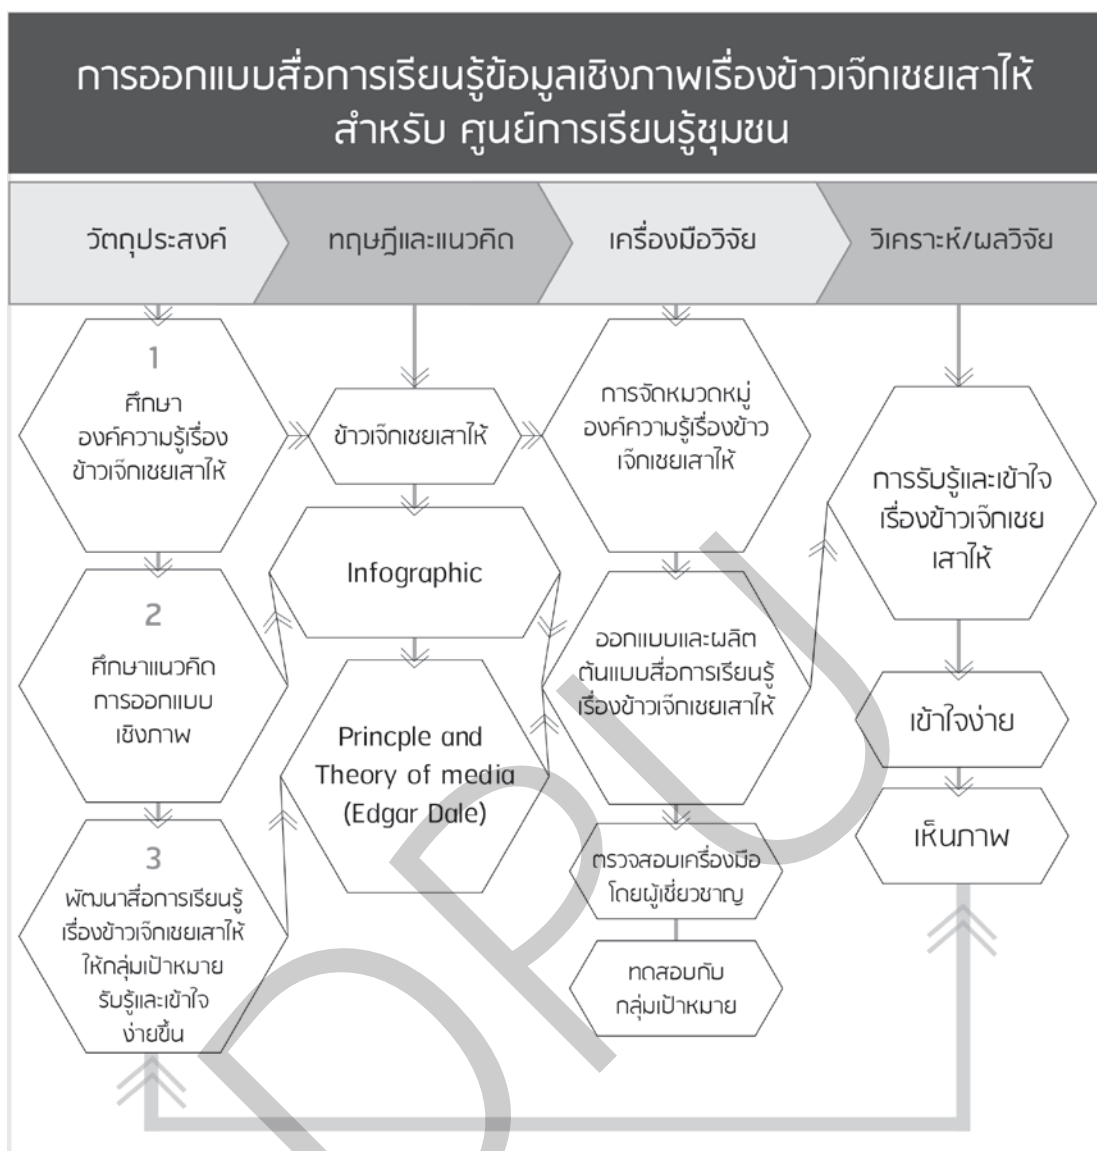 การออกแบบสื่อการเรียนรู้ข้อมูลเชิงภาพเรื่องข้าวเจ๊กเชยเสาไห้
สำหรับ ศูนย์การเรียนรู้ชุมชน
วัตถุประสงค์
ทฤษฎีและแนวคิด
เครื่องมือวิจัย
วิเคราะห์/ผลวิจัย
1
ศึกษา
องค์ความรู้เรื่อง
ข้าวเจ๊กเชยเสาไห้
2
ศึกษาแนวคิด
การออกแบบ
เชิงภาพ
3
พัฒนาสื่อการเรียนรู้
เรื่องข้าวเจ๊กเชยเสาไห้
ให้กลุ่มเป้าหมาย
รับรู้และเข้าใจ
ง่ายขึ้น
ข้าวเจ๊กเชยเสาไห้
Infographic
Princple and
Theory of media
(Edgar Dale)
การจัดหมวดหมู่
องค์ความรู้เรื่องข้าว
เจ๊กเชยเสาไห้
ออกแบบและผลิต
ต้นแบบสื่อการเรียนรู้
เรื่องข้าวเจ๊กเชยเสาไห้
ตรวจสอบเครื่องมือ
โดยผู้เชี่ยวชาญ
ทดสอบกับ
กลุ่มเป้าหมาย
การรับรู้และเข้าใจ
เรื่องข้าวเจ๊กเชย
เสาไห้
เข้าใจง่าย
เห็นภาพ
DPU